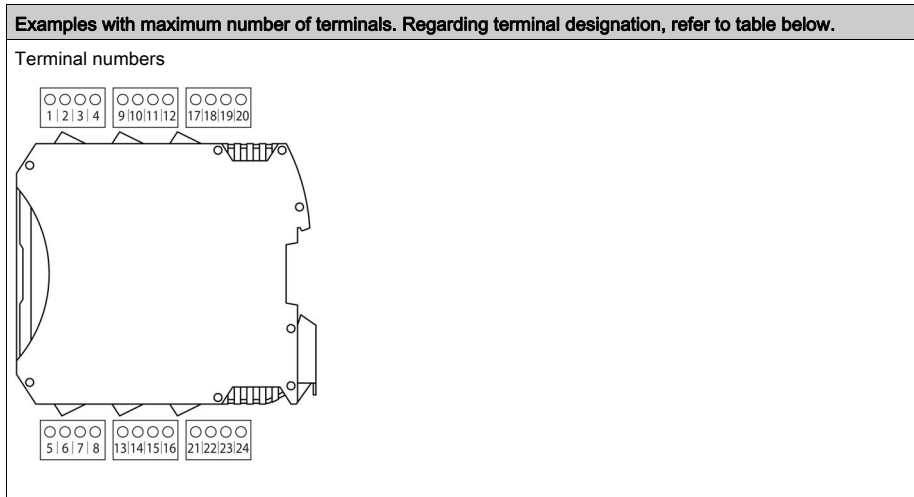 Examples with maximum number of terminals. Regarding terminal designation, refer to table below.
Terminal numbers
1 | 2 | 3 | 4 9|10|11|12 17|18|19|20
5 | 6 | 7 | 8 13|14|15|16 21|22|23|24